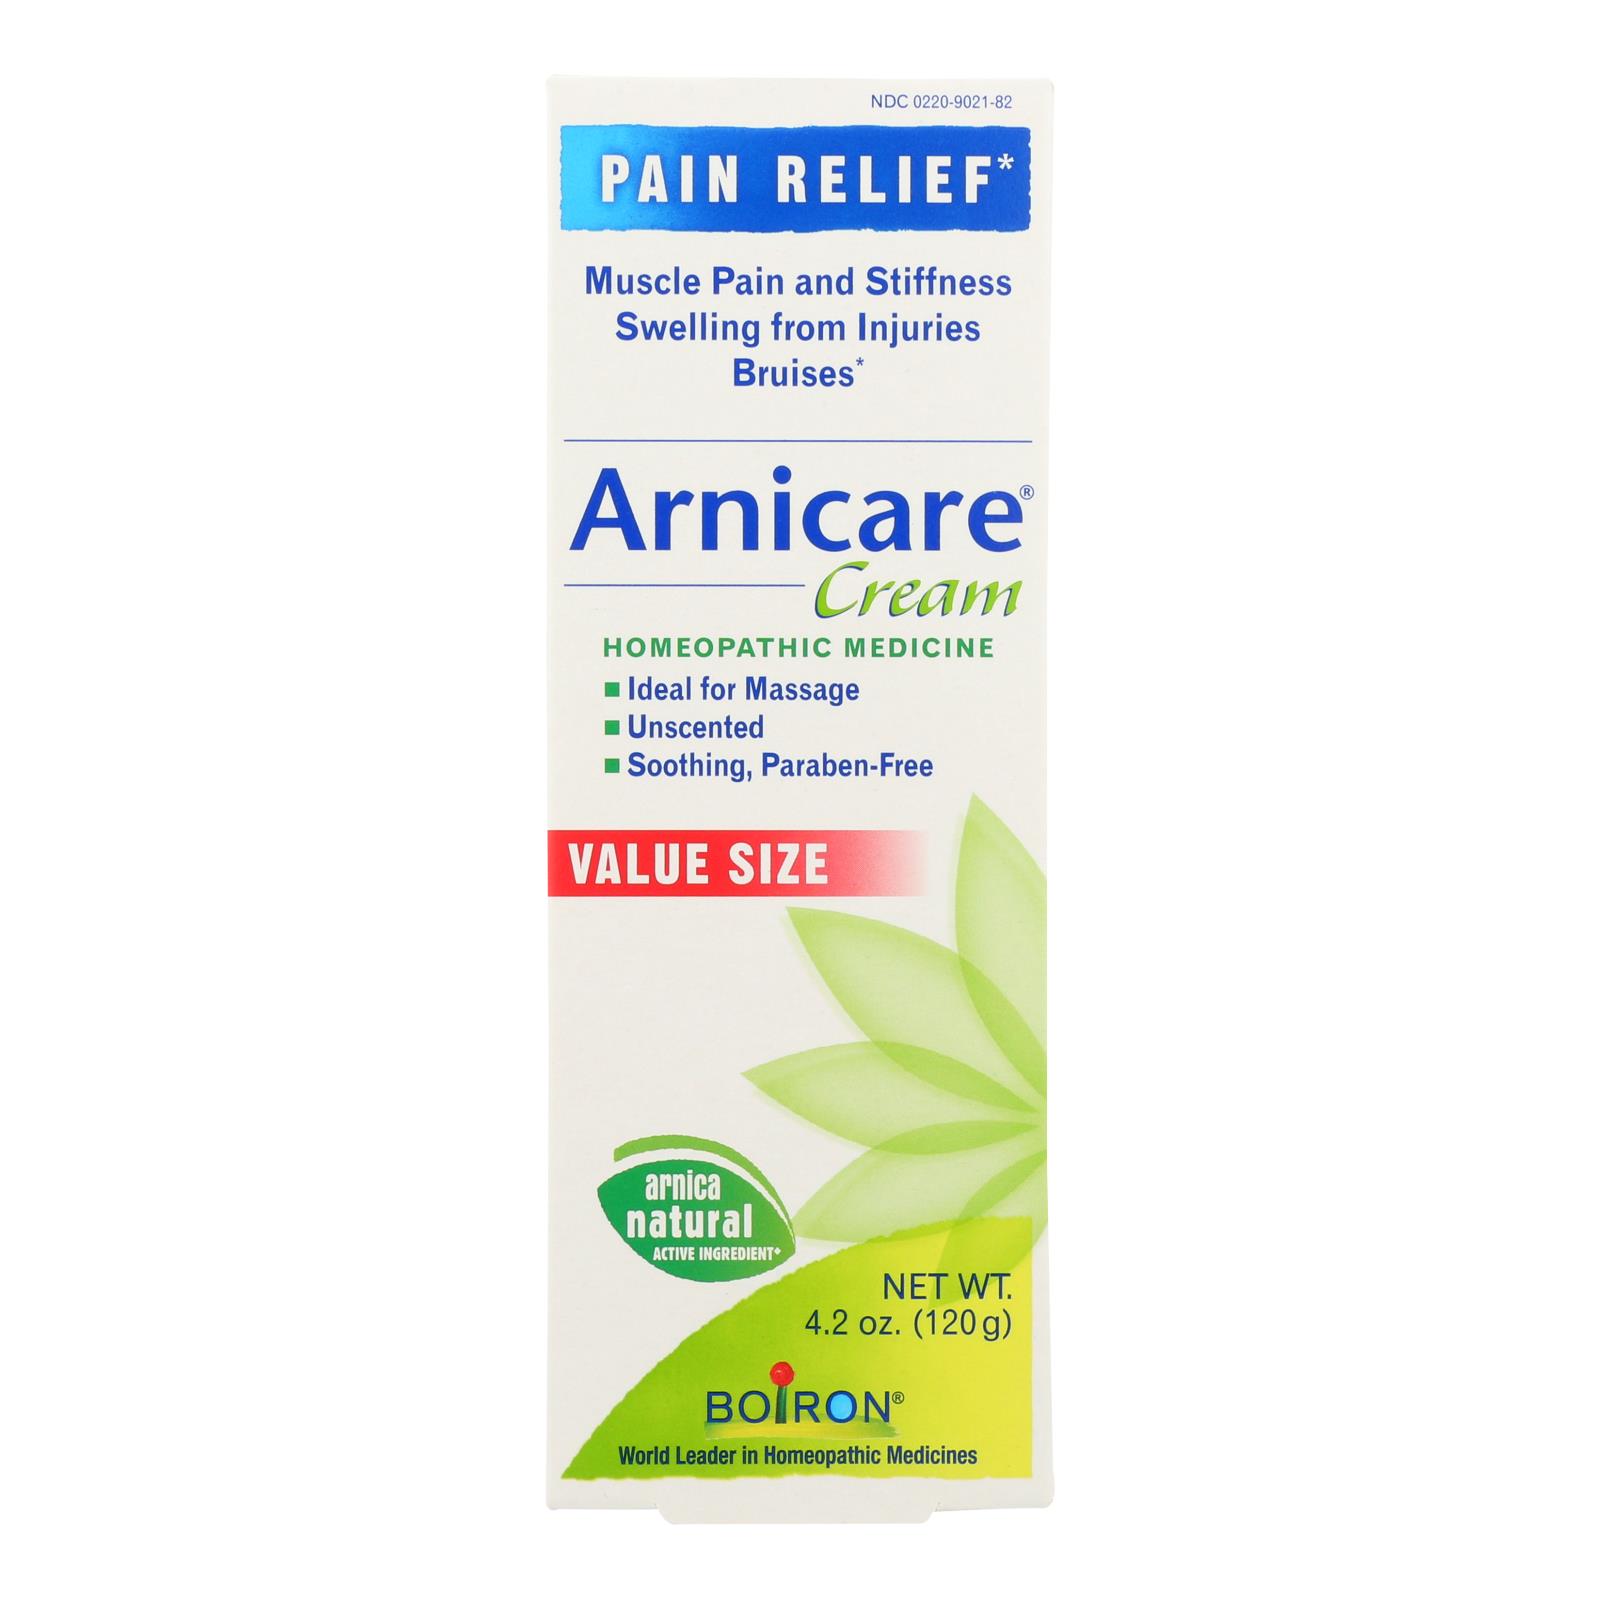 NDC 0220-9021-82
PAIN RELIEF*
Muscle Pain and Stiffness
Swelling from Injuries
Bruises*
Arnicare®
Cream
HOMEOPATHIC MEDICINE
■ Ideal for Massage
■ Unscented
■ Soothing, Paraben-Free
VALUE SIZE
arnica
natural
ACTIVE INGREDIENT◆
NET WT.
4.2 oz. (120 g)
BOIRON®
World Leader in Homeopathic Medicines